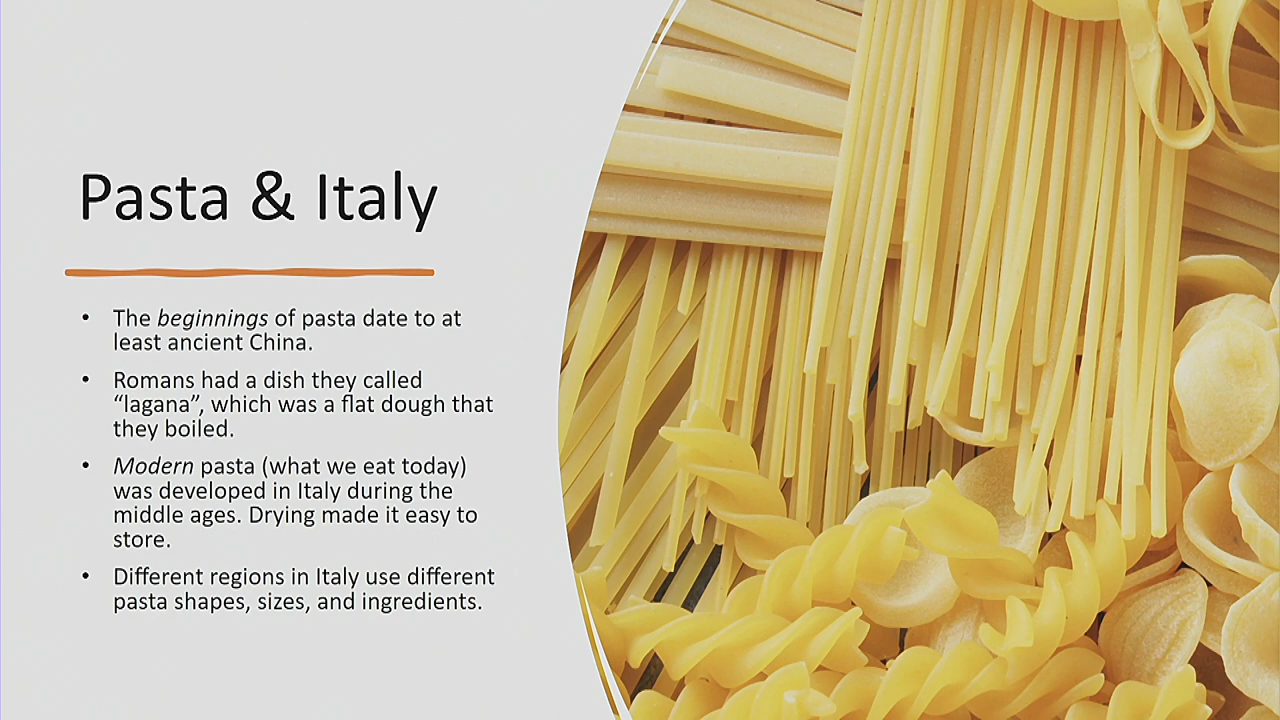 Pasta & Italy
• The beginnings of pasta date to at
least ancient China.
• Romans had a dish they called
“lagana”, which was a flat dough that
they boiled.
• Modern pasta (what we eat today)
was developed in Italy during the
middle ages. Drying made it easy to
store.
• Different regions in Italy use different
pasta shapes, sizes, and ingredients.